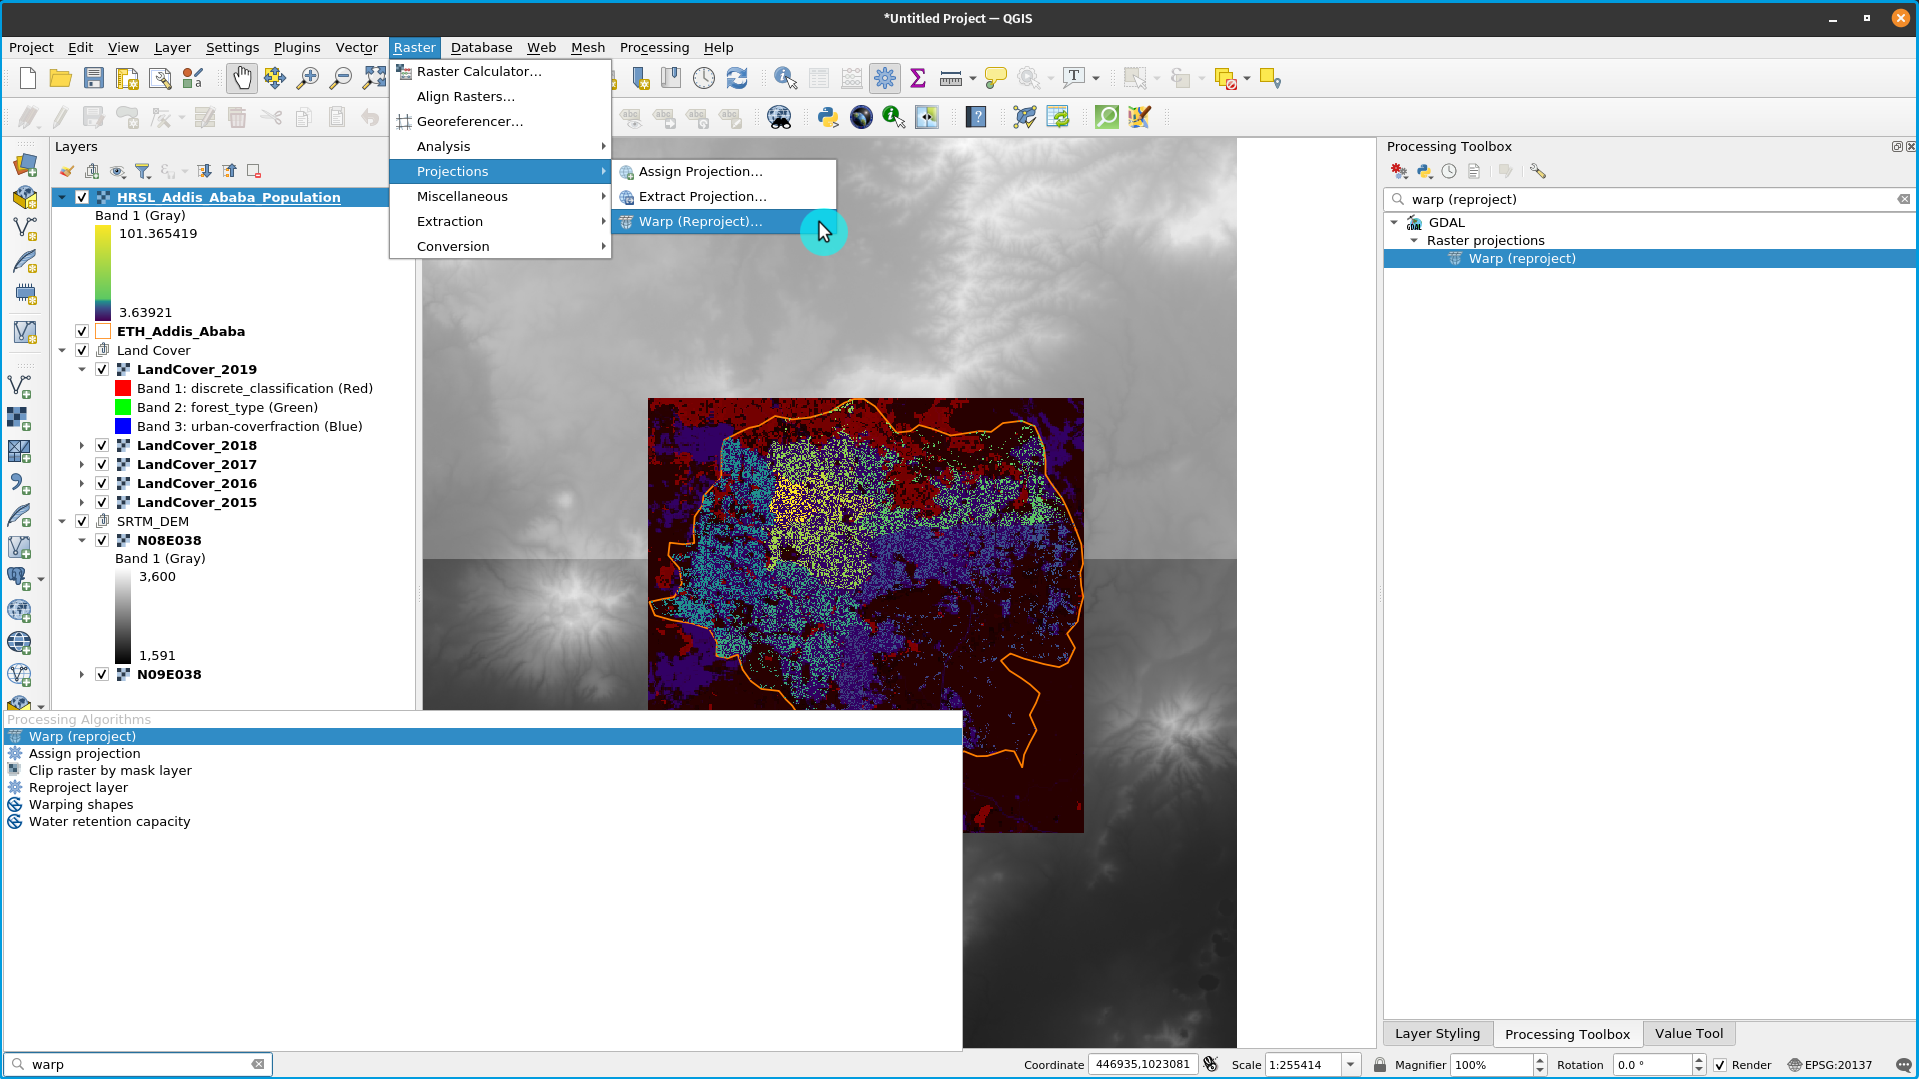 *Untitled Project — QGIS
Project Edit View Layer Settings Plugins Vector Raster Database Web Mesh Processing Help
Raster Calculator…
Align Rasters…
Georeferencer…
Analysis
Projections
Miscellaneous
Extraction
Conversion
Assign Projection…
Extract Projection…
Warp (Reproject)…
Layers
HRSL_Addis_Ababa_Population
Band 1 (Gray)
101.365419
3.63921
ETH_Addis_Ababa
Land Cover
LandCover_2019
Band 1: discrete_classification (Red)
Band 2: forest_type (Green)
Band 3: urban-coverfraction (Blue)
LandCover_2018
LandCover_2017
LandCover_2016
LandCover_2015
SRTM_DEM
N08E038
Band 1 (Gray)
3,600
1,591
N09E038
Processing Algorithms
Warp (reproject)
Assign projection
Clip raster by mask layer
Reproject layer
Warping shapes
Water retention capacity
warp
Processing Toolbox
warp (reproject)
GDAL
Raster projections
Warp (reproject)
Layer Styling Processing Toolbox Value Tool
Coordinate 446935,1023081 Scale 1:255414 Magnifier 100% Rotation 0.0 ° Render EPSG:20137